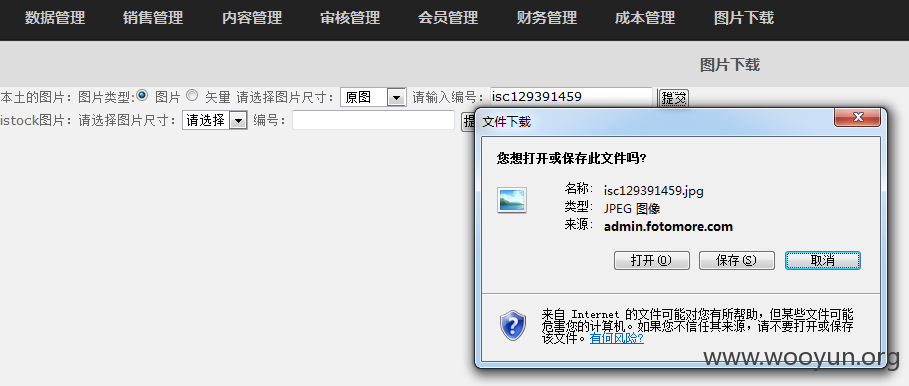 数据管理 销售管理 内容管理 审核管理 会员管理 财务管理 成本管理 图片下载
图片下载
本土的图片：图片类型: 图片 矢量 请选择图片尺寸： 原图 请输入编号： isc129391459 提交
istock图片：请选择图片尺寸： 请选择 编号： 提
文件下载
您想打开或保存此文件吗?
名称： isc129391459.jpg
类型： JPEG 图像
来源： admin.fotomore.com
打开(O) 保存(S) 取消
来自 Internet 的文件可能对您有所帮助，但某些文件可能
危害您的计算机。如果您不信任其来源，请不要打开或保存
该文件。有何风险?
www.wooyun.org